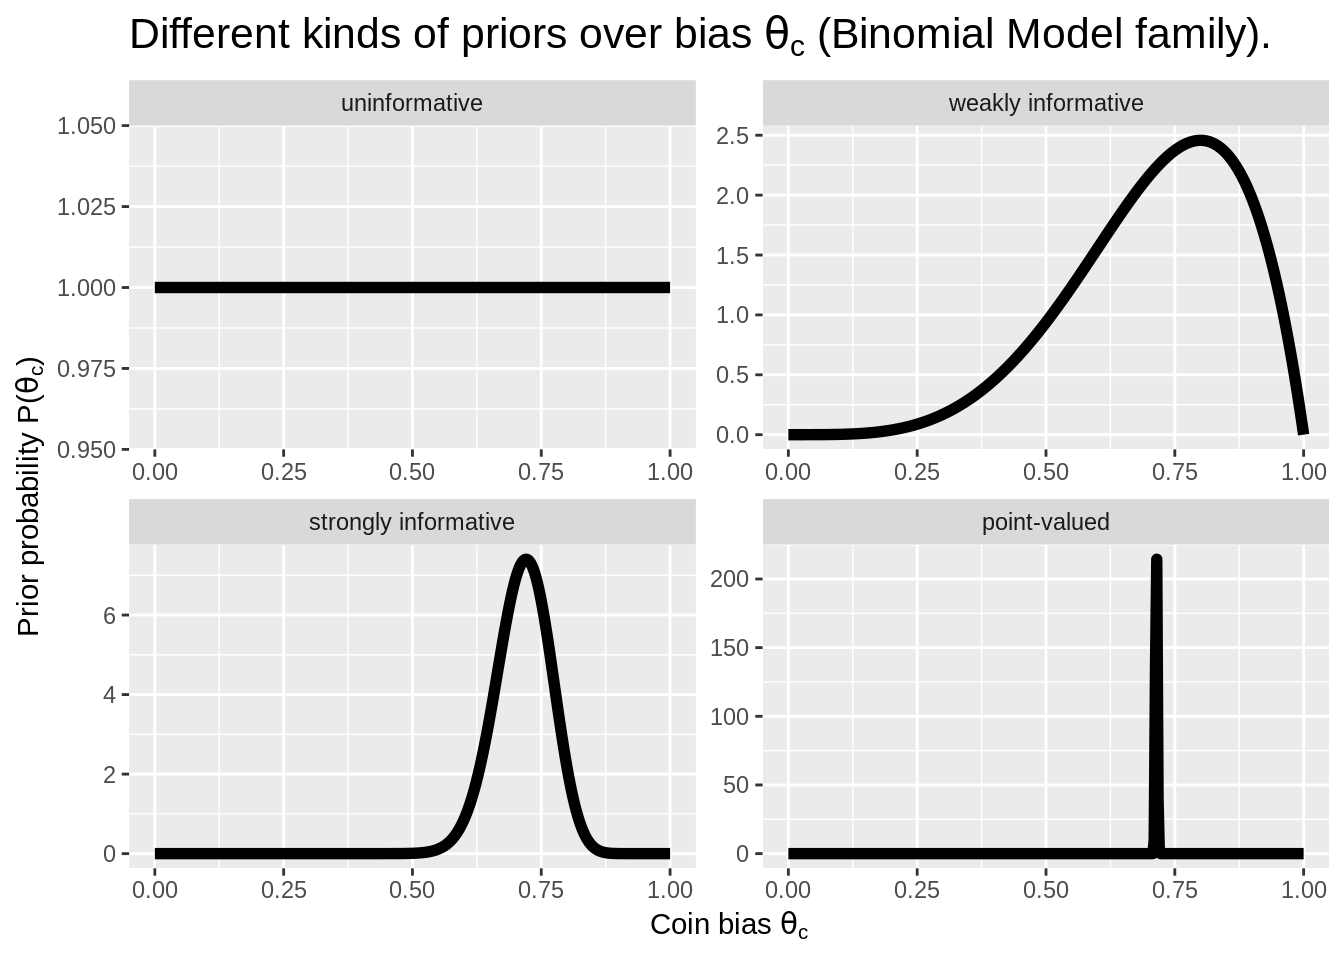 Different kinds of priors over bias θc (Binomial Model family).
uninformative
weakly informative
1.050
1.025
1.000
0.975
0.950
2.5
2.0
1.5
1.0
0.5
0.0
0.00 0.25 0.50 0.75 1.00
0.00 0.25 0.50 0.75 1.00
Prior probability P(θc)
strongly informative
point-valued
6
4
2
0
200
150
100
50
0
0.00 0.25 0.50 0.75 1.00
0.00 0.25 0.50 0.75 1.00
Coin bias θc